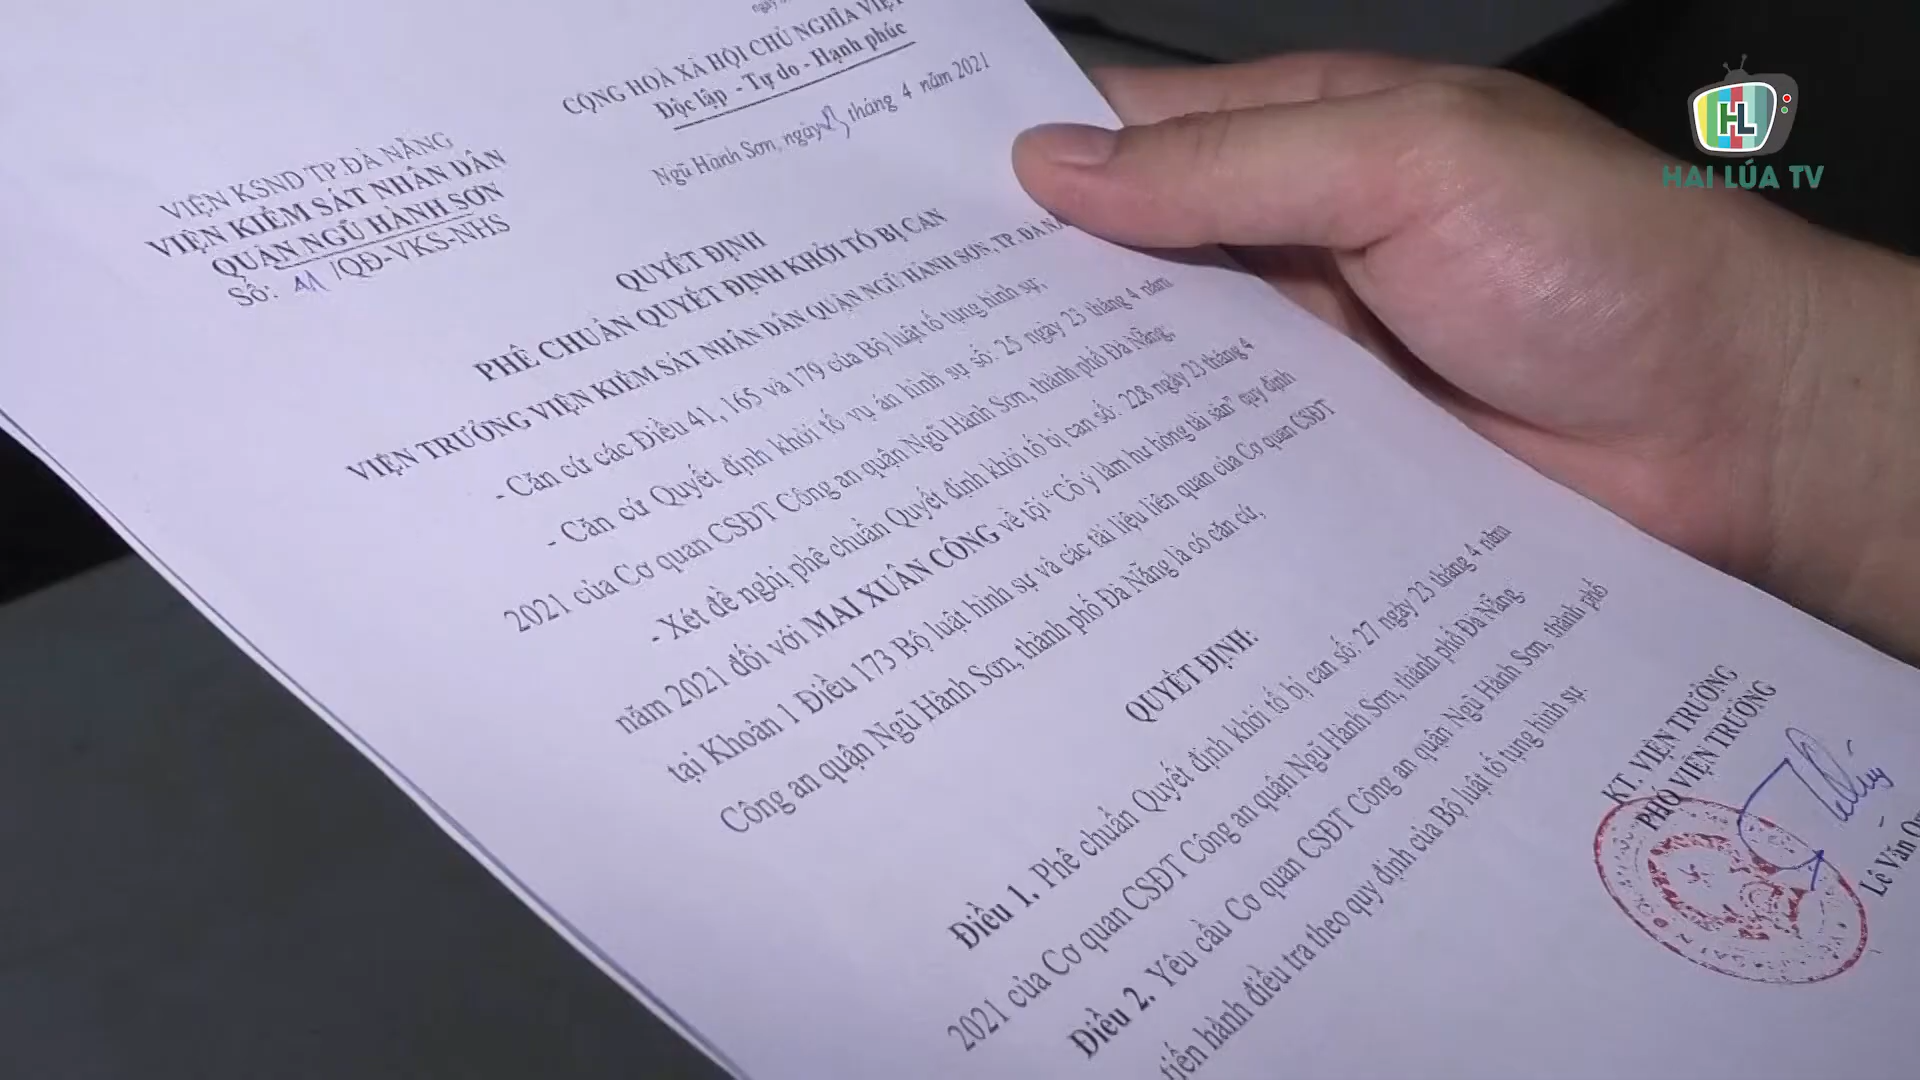 CỘNG HOÀ XÃ HỘI CHỦ NGHĨA VIỆT
Độc lập - Tự do - Hạnh phúc
Ngũ Hành Sơn, ngày 23 tháng 4 năm 2021
VIỆN KSND TP.ĐÀ NẴNG
VIỆN KIỂM SÁT NHÂN DÂN
QUẬN NGŨ HÀNH SƠN
Số: 41 /QĐ-VKS-NHS
QUYẾT ĐỊNH
PHÊ CHUẨN QUYẾT ĐỊNH KHỞI TỐ BỊ CAN
VIỆN TRƯỞNG VIỆN KIỂM SÁT NHÂN DÂN QUẬN NGŨ HÀNH SƠN, TP. ĐÀ NẴ
- Căn cứ các Điều 41, 165 và 179 của Bộ luật tố tụng hình sự;
- Căn cứ Quyết định khởi tố vụ án hình sự số: 25 ngày 23 tháng 4 năm
2021 của Cơ quan CSĐT Công an quận Ngũ Hành Sơn, thành phố Đà Nẵng;
- Xét đề nghị phê chuẩn Quyết định khởi tố bị can số: 228 ngày 23 tháng 4
năm 2021 đối với MAI XUÂN CÔNG về tội “Cố ý làm hư hỏng tài sản” quy định
tại Khoản 1 Điều 173 Bộ luật hình sự và các tài liệu liên quan của Cơ quan CSĐT
Công an quận Ngũ Hành Sơn, thành phố Đà Nẵng là có căn cứ,
QUYẾT ĐỊNH:
Điều 1. Phê chuẩn Quyết định khởi tố bị can số: 27 ngày 23 tháng 4 năm
2021 của Cơ quan CSĐT Công an quận Ngũ Hành Sơn, thành phố Đà Nẵng.
Điều 2. Yêu cầu Cơ quan CSĐT Công an quận Ngũ Hành Sơn, thành phố
tiến hành điều tra theo quy định của Bộ luật tố tụng hình sự.
KT. VIỆN TRƯỞNG
PHÓ VIỆN TRƯỞNG
Lê Văn
HL
HAI LÚA TV